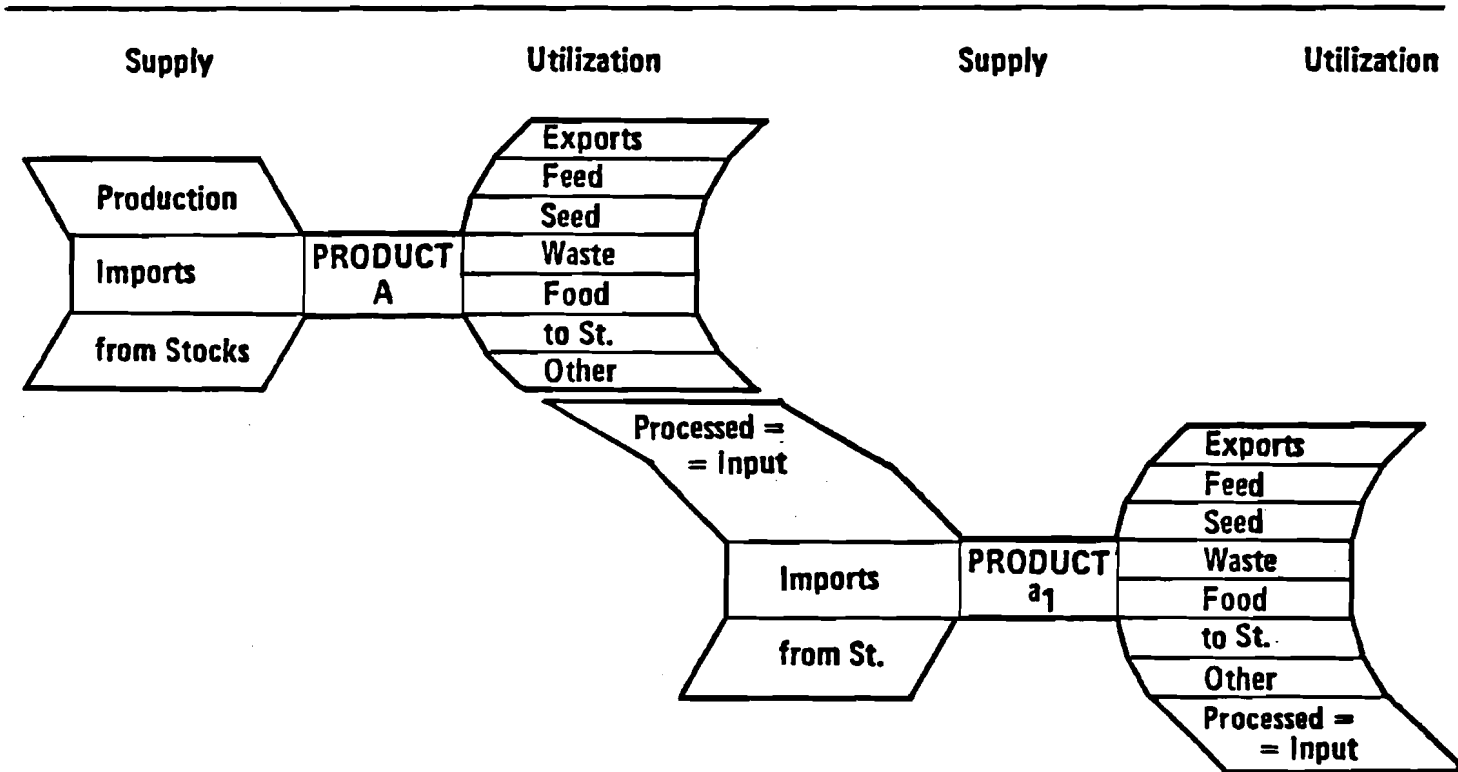 Supply Utilization Supply Utilization
Production
Imports
from Stocks
PRODUCT
A
Exports
Feed
Seed
Waste
Food
to St.
Other
Processed =
= Input
Imports
from St.
PRODUCT
a1
Exports
Feed
Seed
Waste
Food
to St.
Other
Processed =
= Input